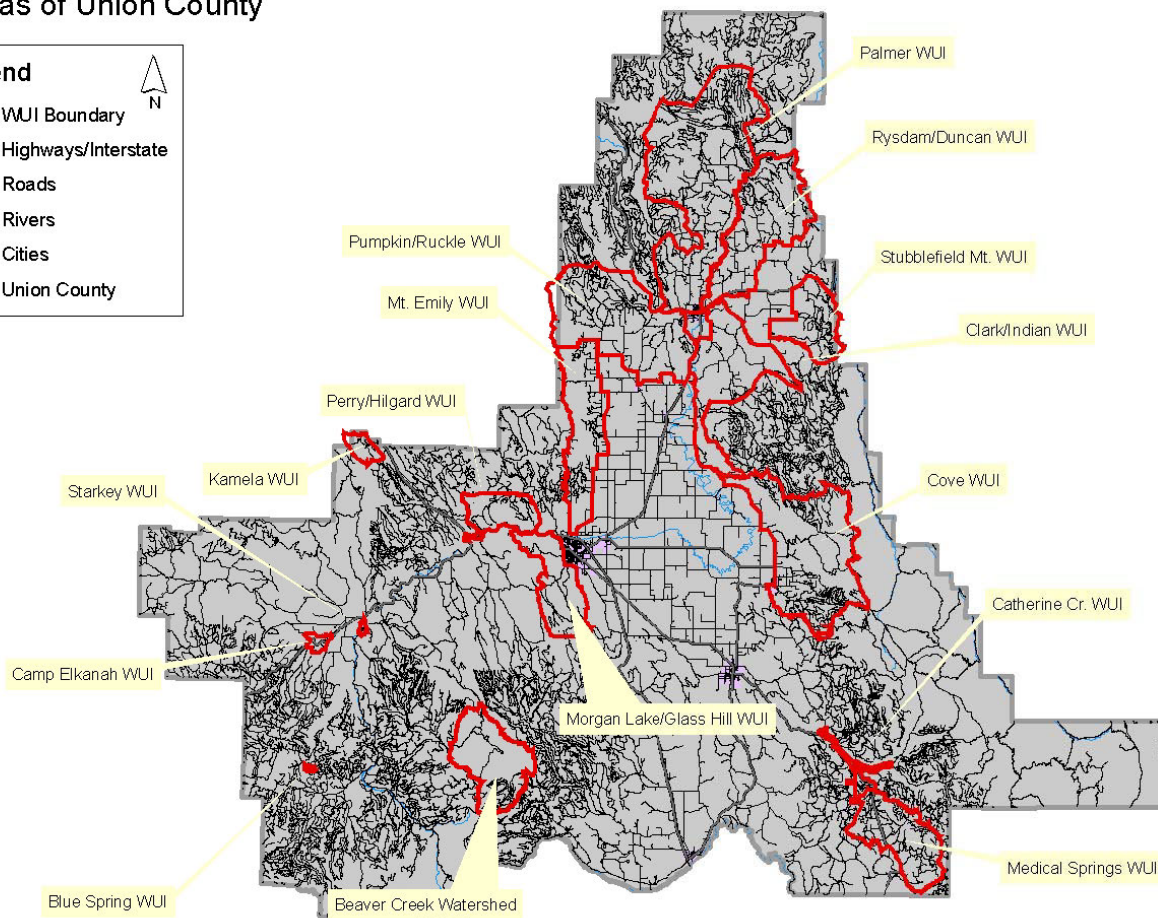 as of Union County
end
N
WUI Boundary
Highways/Interstate
Roads
Rivers
Cities
Union County
Palmer WUI
Rysdam/Duncan WUI
Pumpkin/Ruckle WUI
Stubblefield Mt. WUI
Mt. Emily WUI
Clark/Indian WUI
Perry/Hilgard WUI
Kamela WUI
Starkey WUI
Cove WUI
Catherine Cr. WUI
Camp Elkanah WUI
Morgan Lake/Glass Hill WUI
Medical Springs WUI
Blue Spring WUI
Beaver Creek Watershed